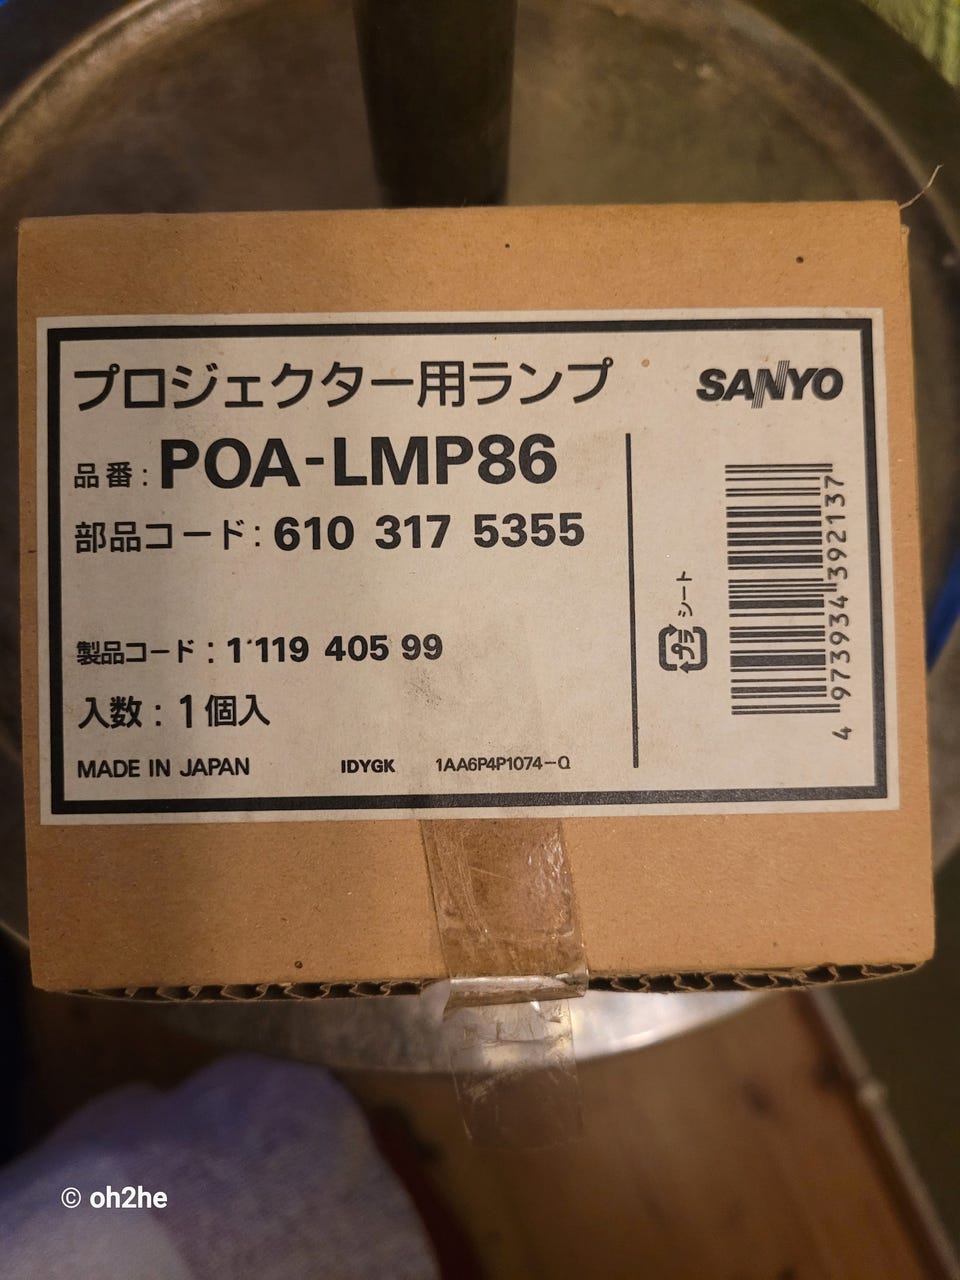 プロジェクター用ランプ
SANYO
品番: POA-LMP86
部品コード: 610 317 5355
製品コード: 1 119 405 99
入数: 1個入
MADE IN JAPAN IDYGK 1AA6P4P1074-Q
プラ
シート
4 973934 392137
© oh2he